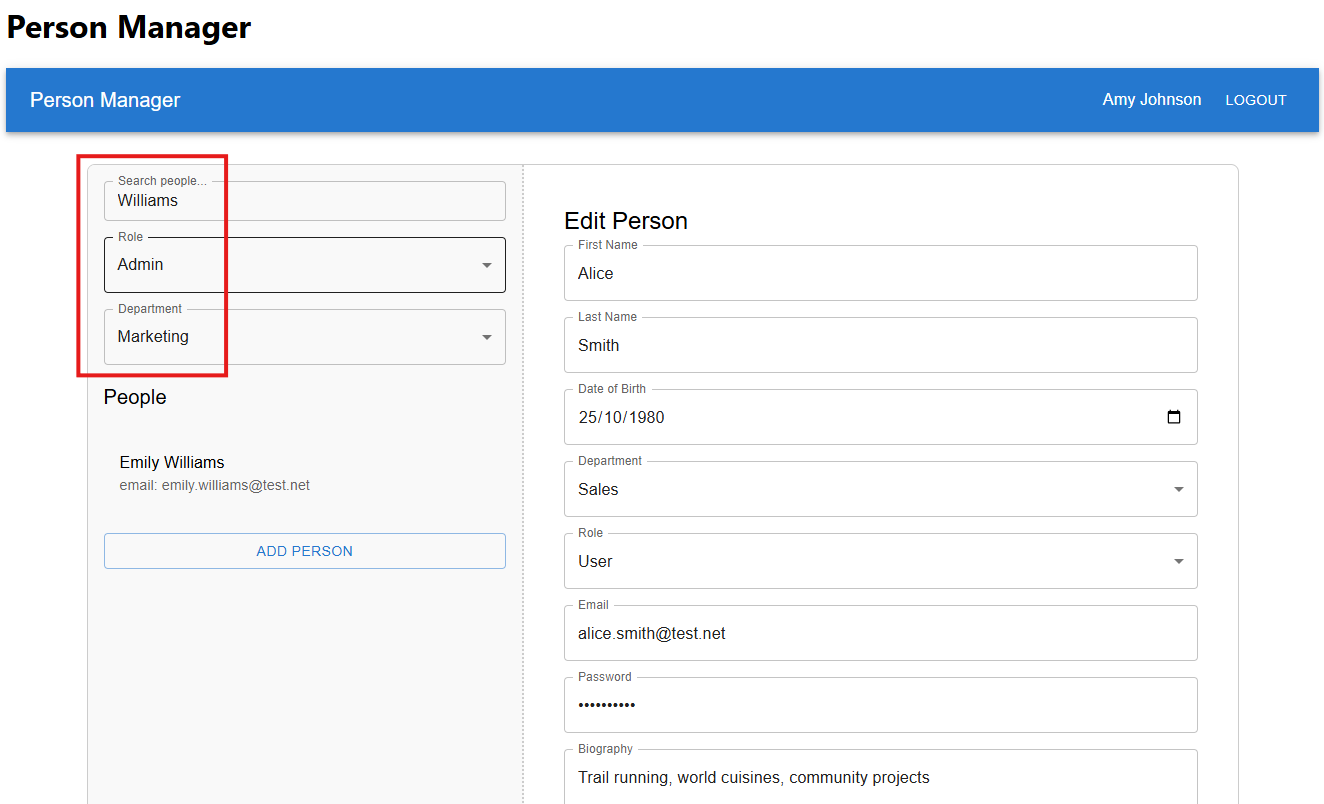 Person Manager
Person Manager
Amy Johnson
LOGOUT
Search people...
Williams
Role
Admin
Department
Marketing
People
Emily Williams
email: emily.williams@test.net
ADD PERSON
Edit Person
First Name
Alice
Last Name
Smith
Date of Birth
25/10/1980
Department
Sales
Role
User
Email
alice.smith@test.net
Password
••••••••••
Biography
Trail running, world cuisines, community projects